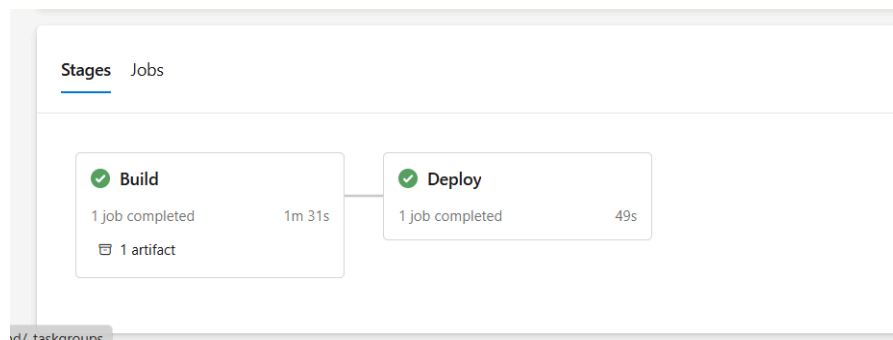 Stages Jobs
Build
1 job completed 1m 31s
1 artifact
Deploy
1 job completed 49s